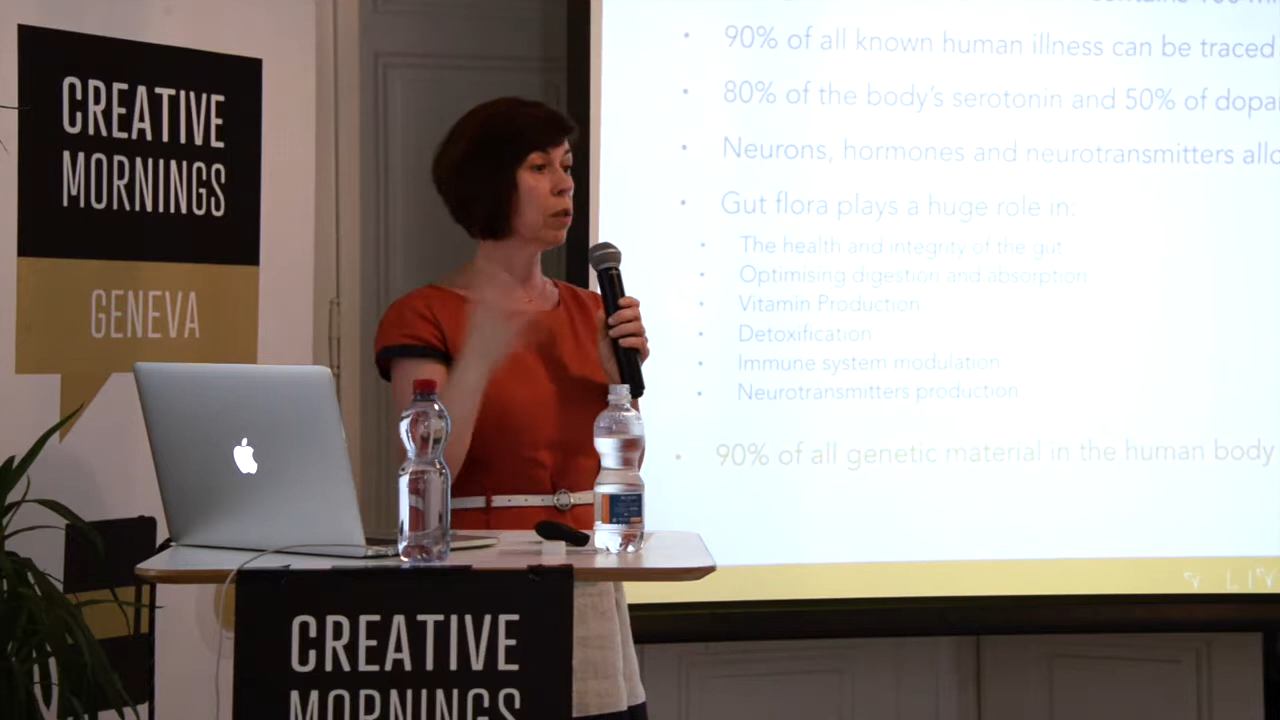 CREATIVE
MORNINGS
GENEVA
90% of all known human illness can be traced
80% of the body's serotonin and 50% of
Neurons, hormones and neurotransmitters
Gut flora plays a huge role in:
The health and integrity of the gut
Optimising digestion and absorption
Vitamin Production
Detoxification
Immune system modulation
Neurotransmitters production
90% of all genetic material in the human body
CREATIVE
MORNINGS